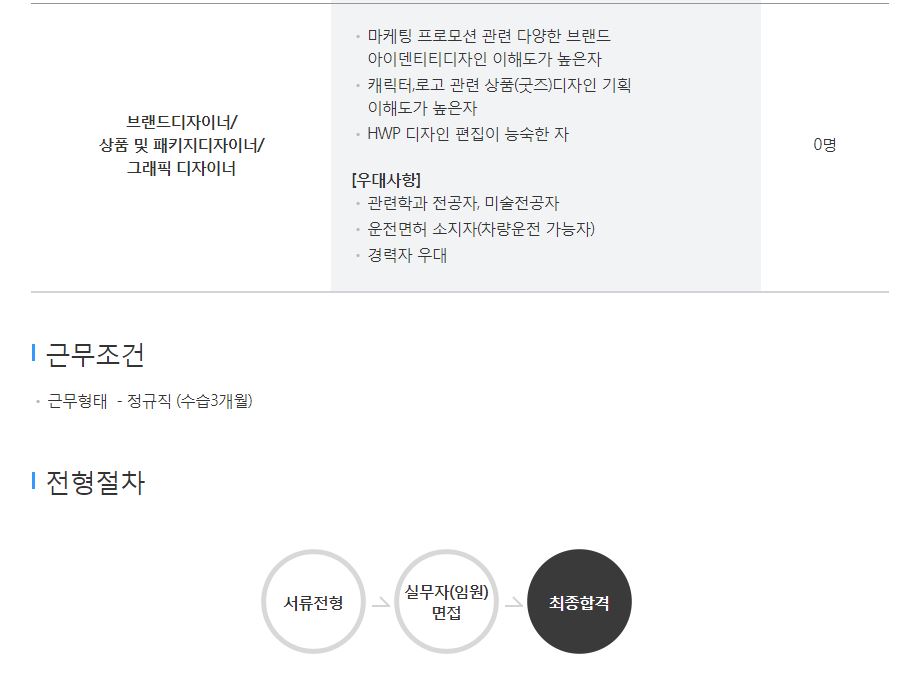 마케팅 프로모션 관련 다양한 브랜드
아이덴티티디자인 이해도가 높은자
캐릭터,로고 관련 상품(굿즈)디자인 기획
이해도가 높은자
HWP 디자인 편집이 능숙한 자
브랜드디자이너/
상품 및 패키지디자이너/
그래픽 디자이너
0명
[우대사항]
관련학과 전공자, 미술전공자
운전면허 소지자(차량운전 가능자)
경력자 우대
근무조건
근무형태 - 정규직 (수습3개월)
전형절차
서류전형
실무자(임원)
면접
최종합격